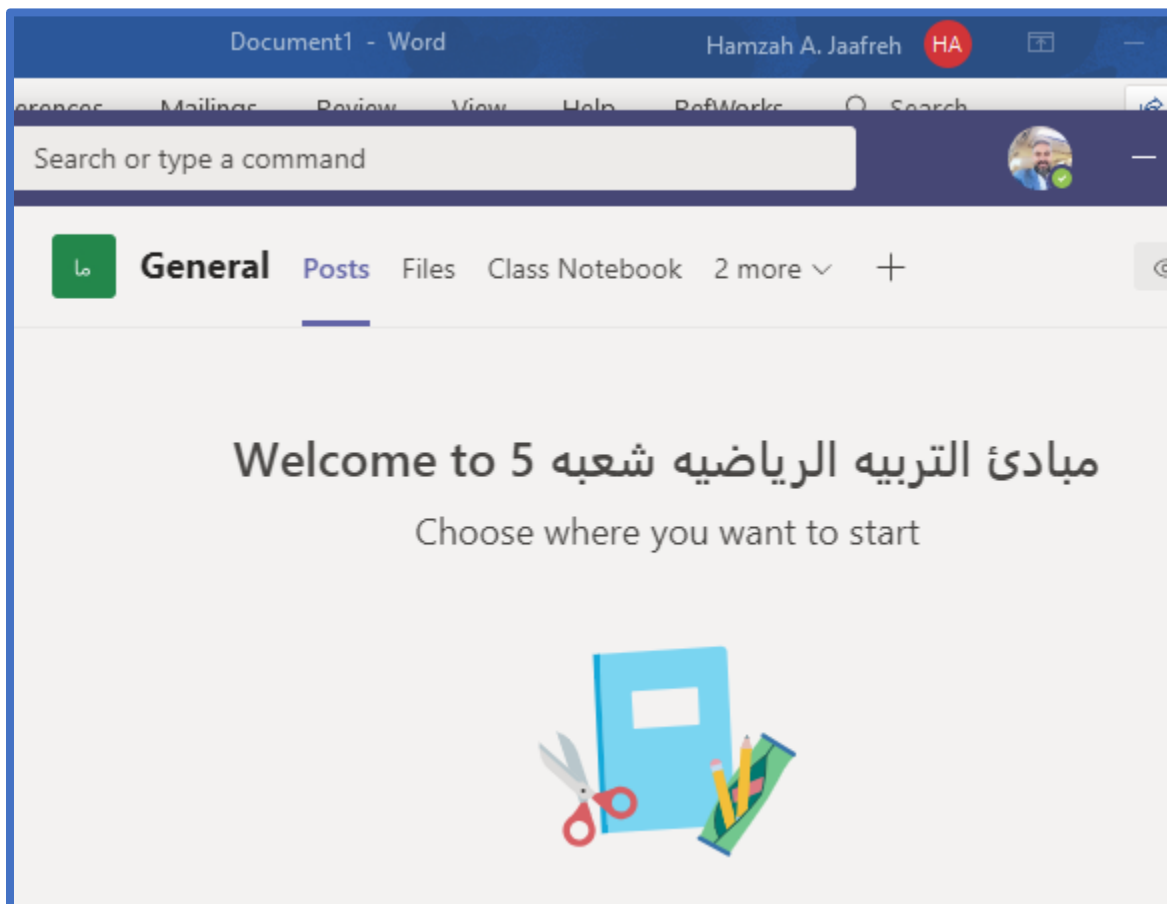 Document1 - Word Hamzah A. Jaafreh HA
erences Mailings Review View Help RefWorks Search
Search or type a command
ما General Posts Files Class Notebook 2 more
Welcome to مبادئ التربيه الرياضيه شعبه 5
Choose where you want to start